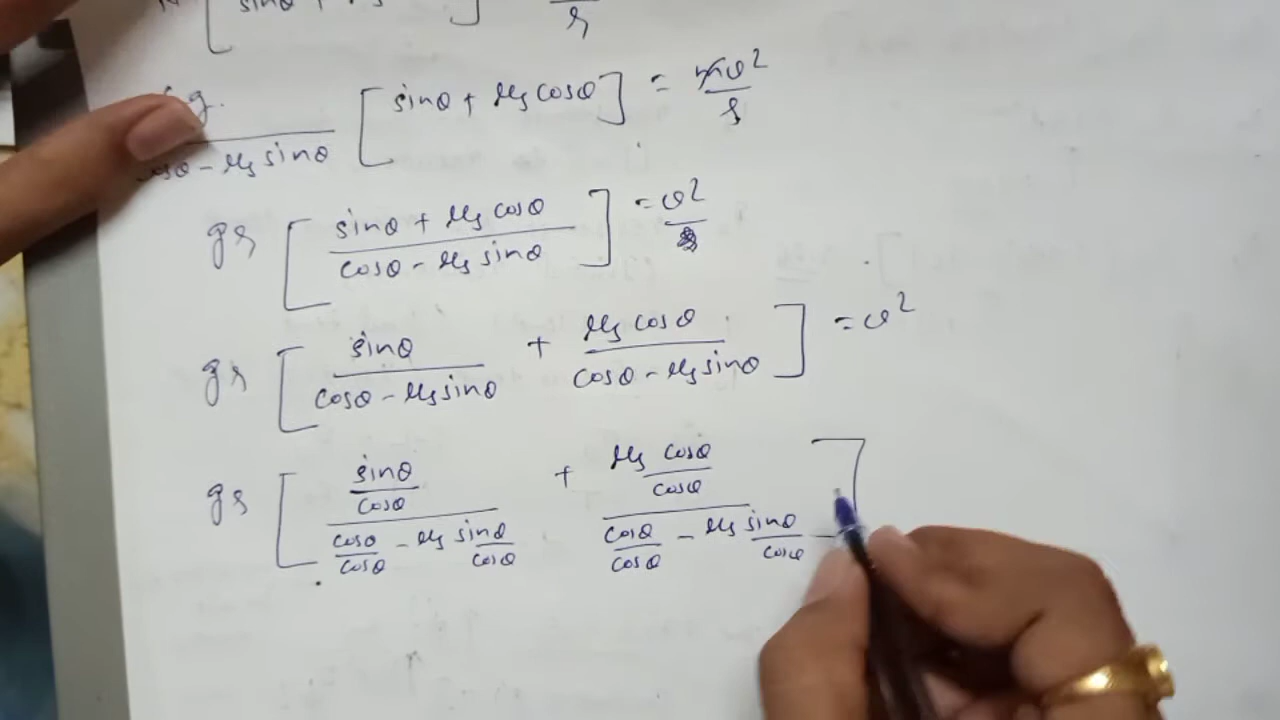 [ sinθ +
r
g.
cosθ - μs sinθ [ sinθ + μs cosθ ] = mv²/r
gr [ (sinθ + μs cosθ)/(cosθ - μs sinθ) ] = v²
gr [ sinθ/(cosθ - μs sinθ) + μs cosθ/(cosθ - μs sinθ) ] = v²
gr [ (sinθ/cosθ)/(cosθ/cosθ - μs sinθ/cosθ) + (μs cosθ/cosθ)/(cosθ/cosθ - μs sinθ/cosθ) ]